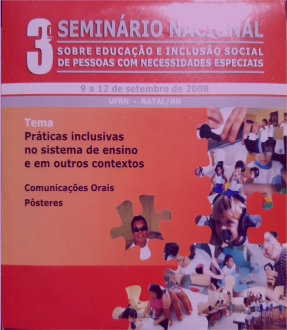 3º SEMINÁRIO NACIONAL
SOBRE EDUCAÇÃO E INCLUSÃO SOCIAL
DE PESSOAS COM NECESSIDADES ESPECIAIS
9 a 12 de setembro de 2008
UFRN - NATAL/RN
Tema
Práticas inclusivas
no sistema de ensino
e em outros contextos
Comunicações Orais
Pôsteres